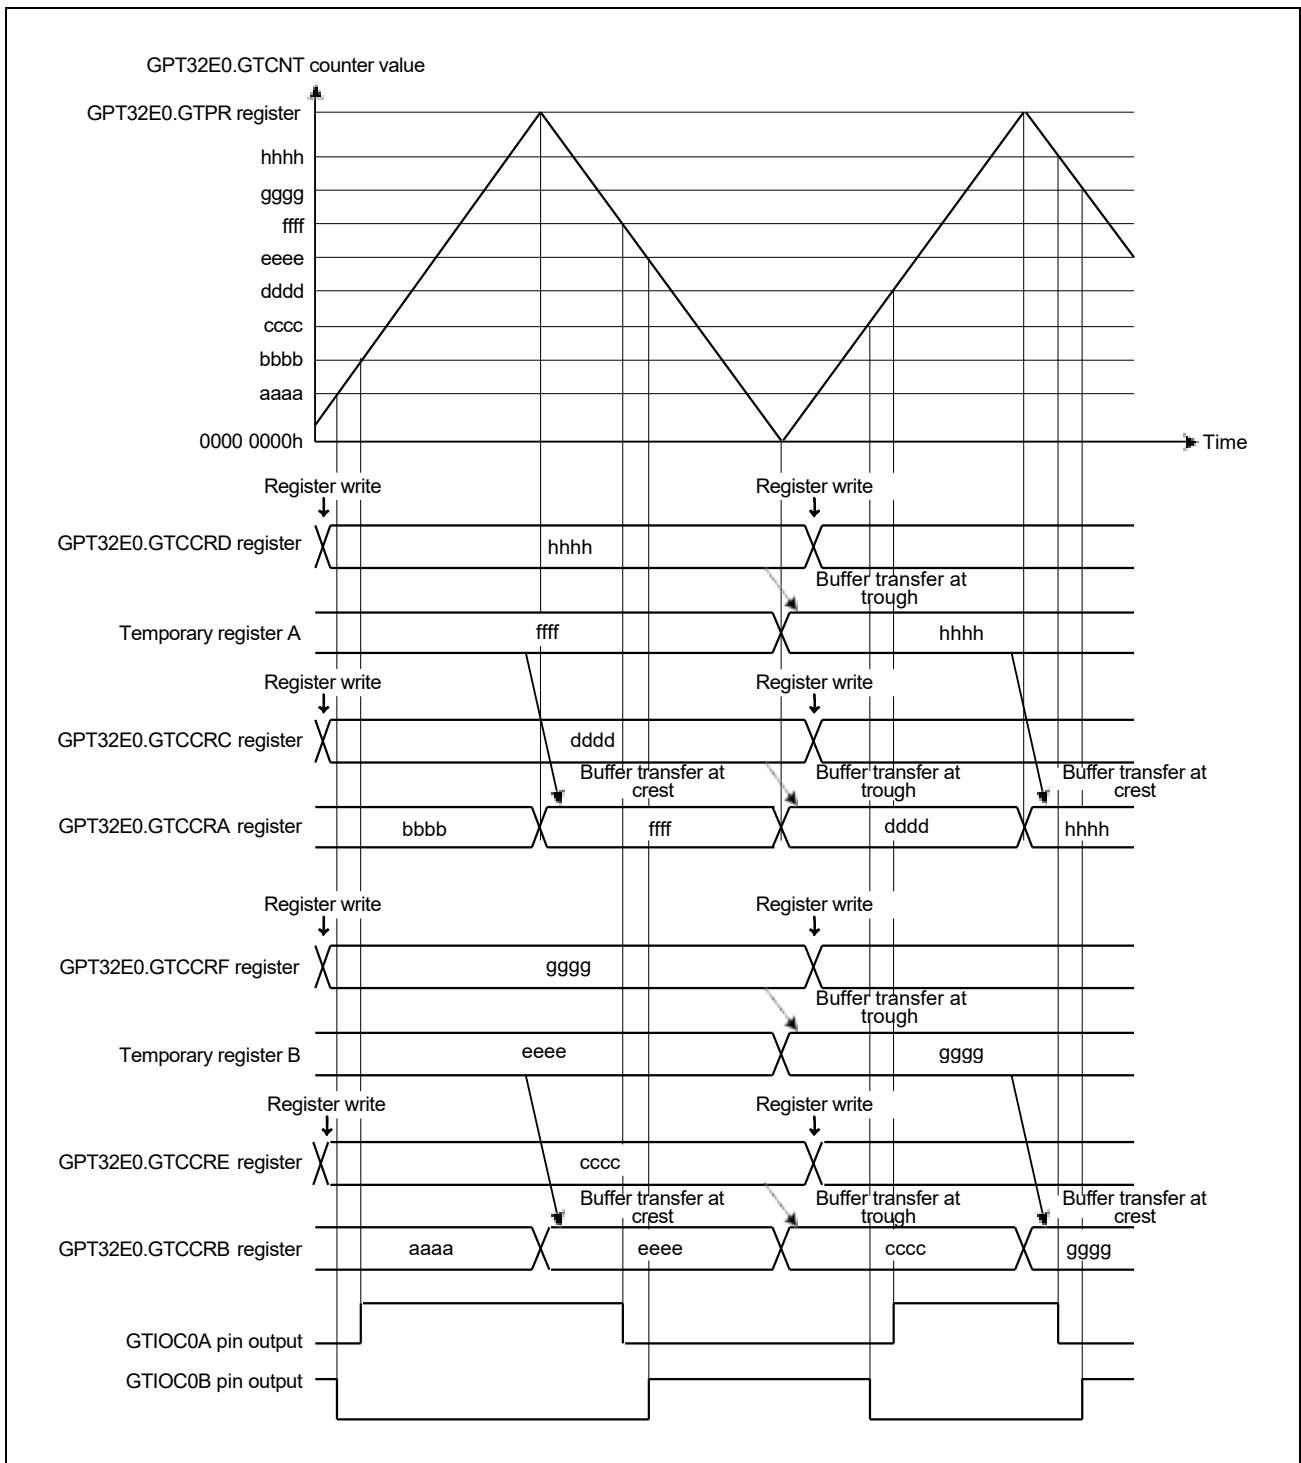 GPT32E0.GTCNT counter value
GPT32E0.GTPR register
hhhh
gggg
ffff
eeee
dddd
cccc
bbbb
aaaa
0000 0000h
Time
Register write
Register write
GPT32E0.GTCCRD register
hhhh
Buffer transfer at
trough
Temporary register A
ffff
hhhh
Register write
Register write
GPT32E0.GTCCRC register
dddd
Buffer transfer at
crest
Buffer transfer at
trough
Buffer transfer at
crest
GPT32E0.GTCCRA register
bbbb
ffff
dddd
hhhh
Register write
Register write
GPT32E0.GTCCRF register
gggg
Buffer transfer at
trough
Temporary register B
eeee
gggg
Register write
Register write
GPT32E0.GTCCRE register
cccc
Buffer transfer at
crest
Buffer transfer at
trough
Buffer transfer at
crest
GPT32E0.GTCCRB register
aaaa
eeee
cccc
gggg
GTIOC0A pin output
GTIOC0B pin output